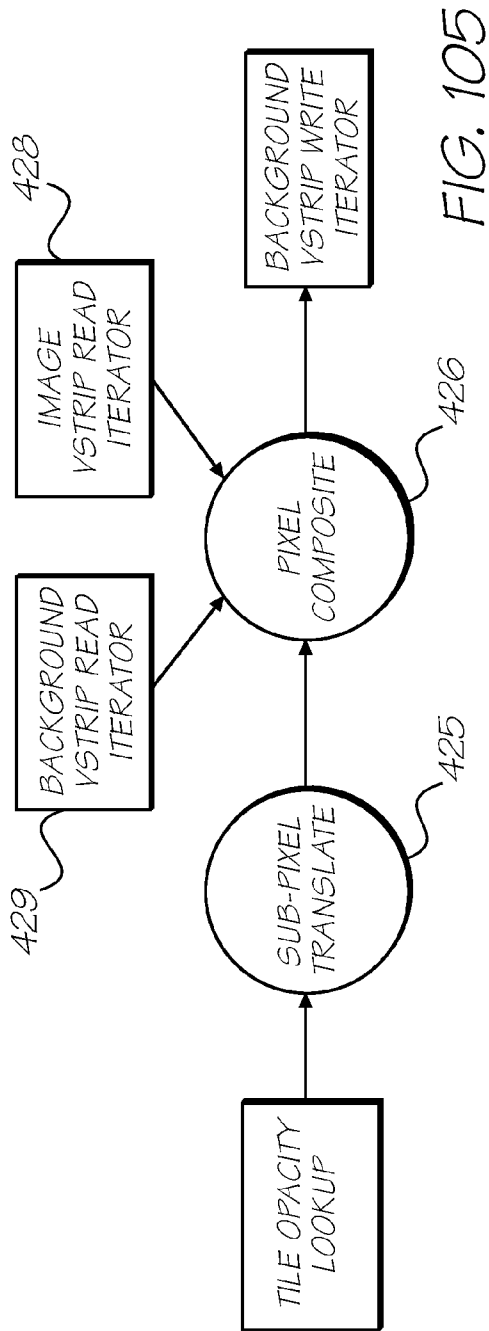 429
BACKGROUND
VSTRIP READ
ITERATOR
428
IMAGE
VSTRIP READ
ITERATOR
TILE OPACITY
LOOKUP
SUB-PIXEL
TRANSLATE
425
PIXEL
COMPOSITE
426
BACKGROUND
VSTRIP WRITE
ITERATOR
FIG. 105